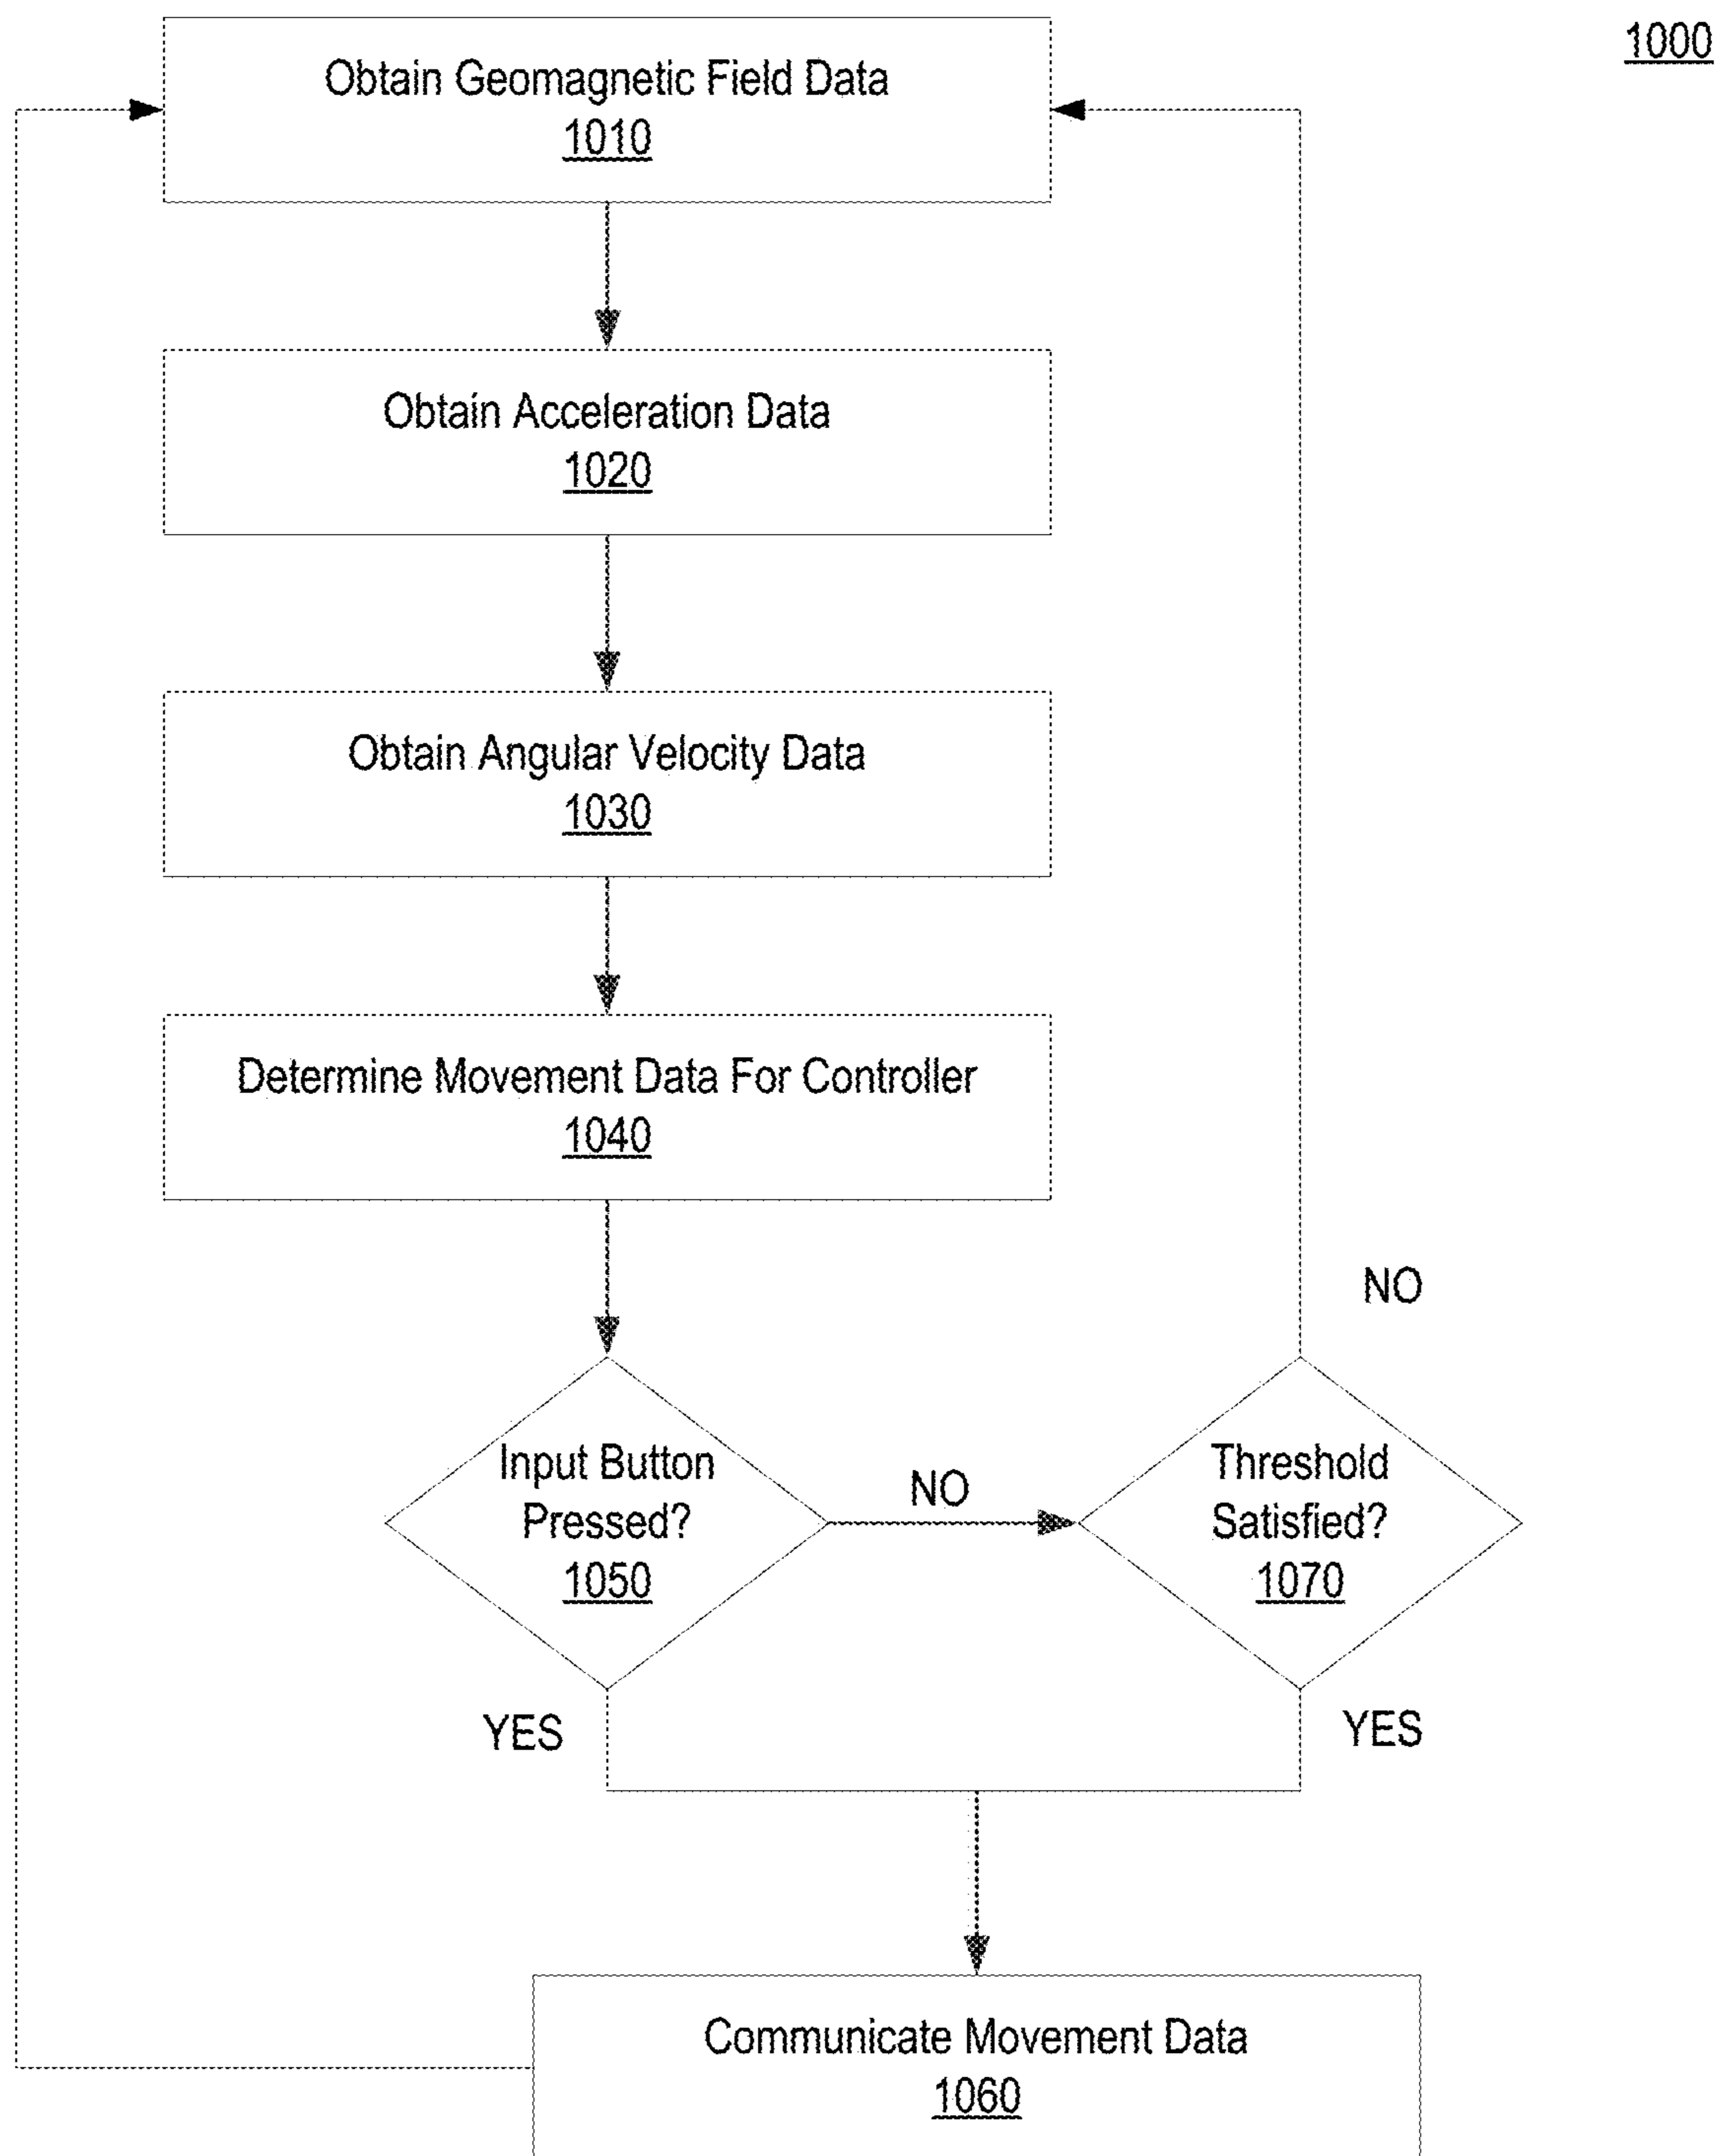 1000
Obtain Geomagnetic Field Data
1010
Obtain Acceleration Data
1020
Obtain Angular Velocity Data
1030
Determine Movement Data For Controller
1040
NO
Input Button
Pressed?
1050
NO
Threshold
Satisfied?
1070
YES
YES
Communicate Movement Data
1060